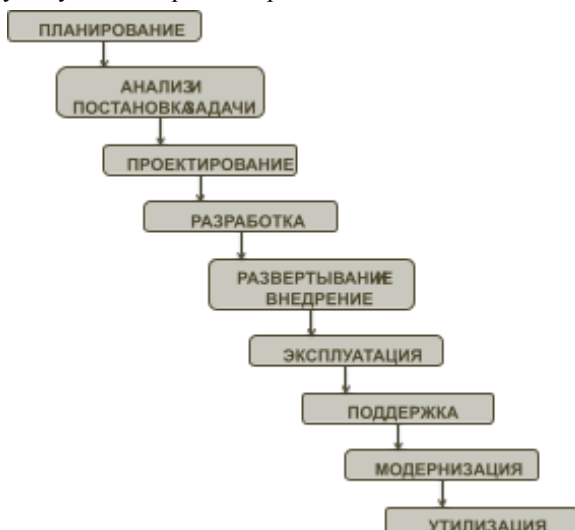 ПЛАНИРОВАНИЕ
АНАЛИЗ И
ПОСТАНОВКА ЗАДАЧИ
ПРОЕКТИРОВАНИЕ
РАЗРАБОТКА
РАЗВЕРТЫВАНИЕ
ВНЕДРЕНИЕ
ЭКСПЛУАТАЦИЯ
ПОДДЕРЖКА
МОДЕРНИЗАЦИЯ
УТИЛИЗАЦИЯ